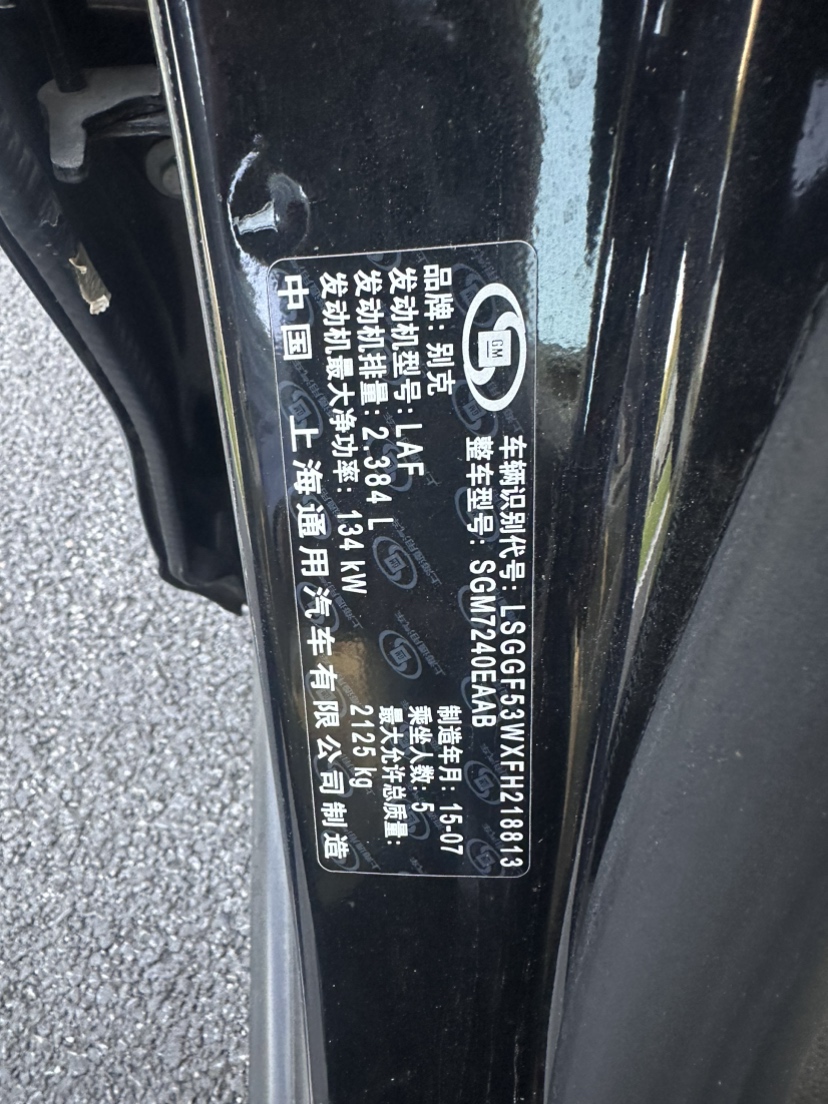 GM
车辆识别代号: LSGGF53WXFH218813
整车型号: SGM7240EAAB
品牌: 别克 制造年月: 15-07
发动机型号: LAF 乘坐人数: 5
发动机排量: 2.384 L 最大允许总质量:
发动机最大净功率: 134 kW 2125 kg
中国 上海通用汽车有限公司制造